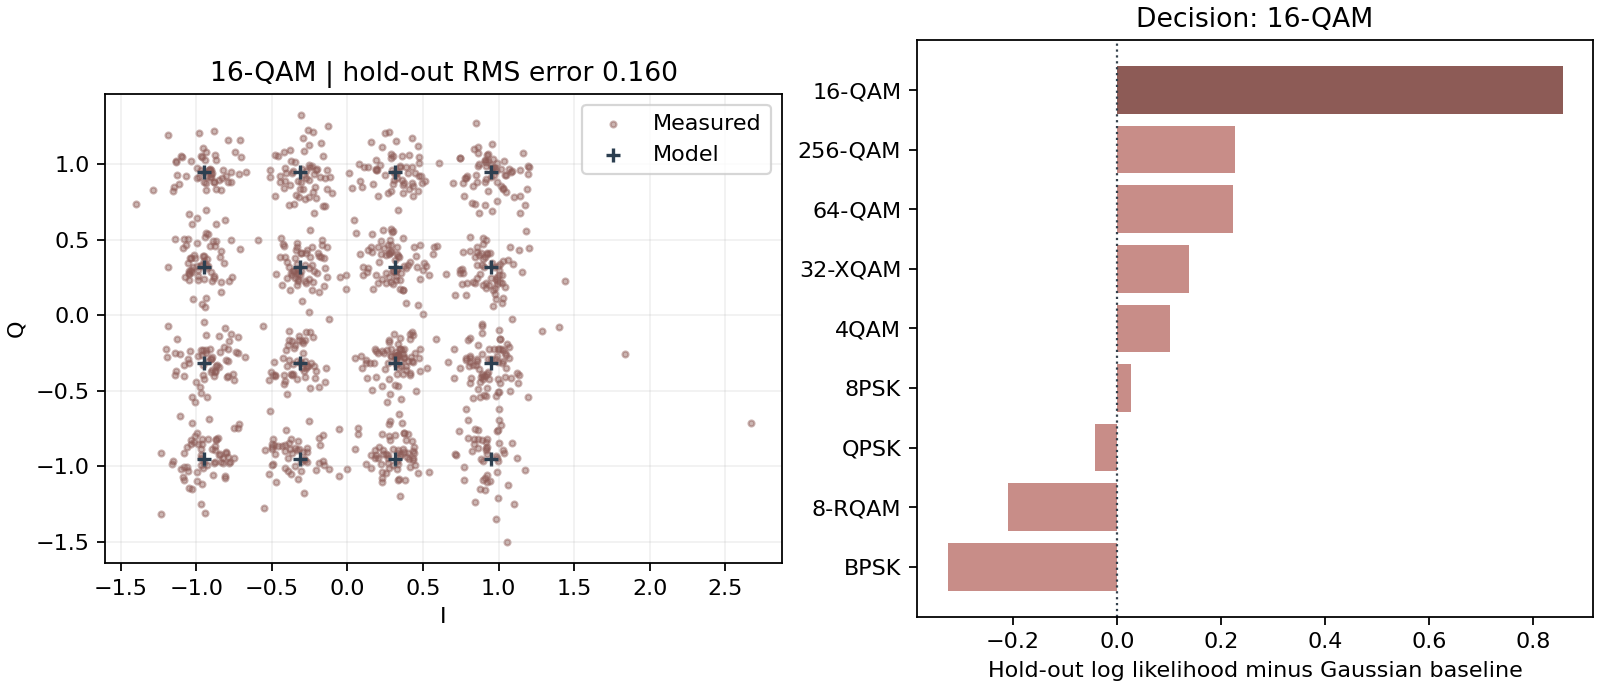 16-QAM | hold-out RMS error 0.160
Measured
Model
1.0
0.5
0.0
−0.5
−1.0
−1.5
Q
−1.5
−1.0
−0.5
0.0
0.5
1.0
1.5
2.0
2.5
I
Decision: 16-QAM
16-QAM
256-QAM
64-QAM
32-XQAM
4QAM
8PSK
QPSK
8-RQAM
BPSK
−0.2
0.0
0.2
0.4
0.6
0.8
Hold-out log likelihood minus Gaussian baseline